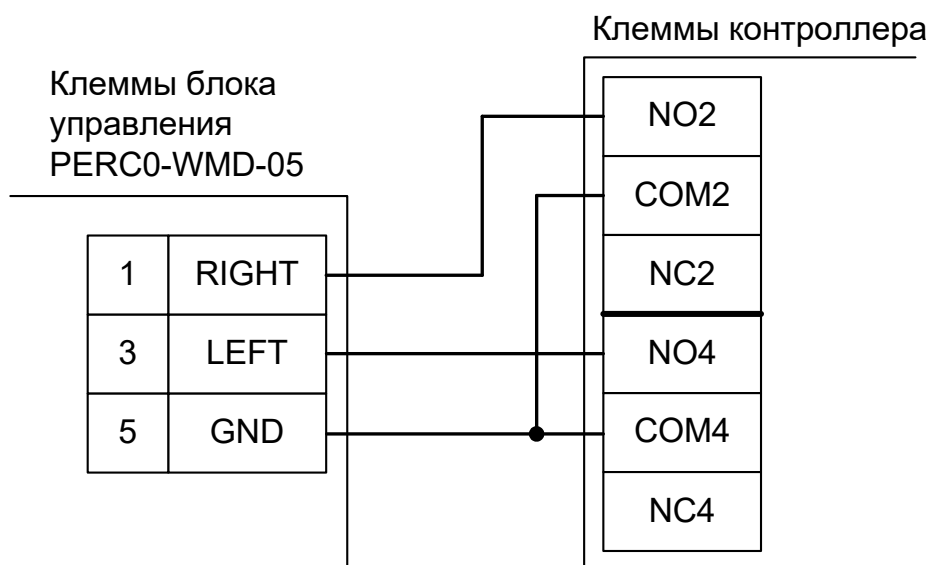 Клеммы контроллера
Клеммы блока
управления
PERC0-WMD-05
1 RIGHT
3 LEFT
5 GND
NO2
COM2
NC2
NO4
COM4
NC4